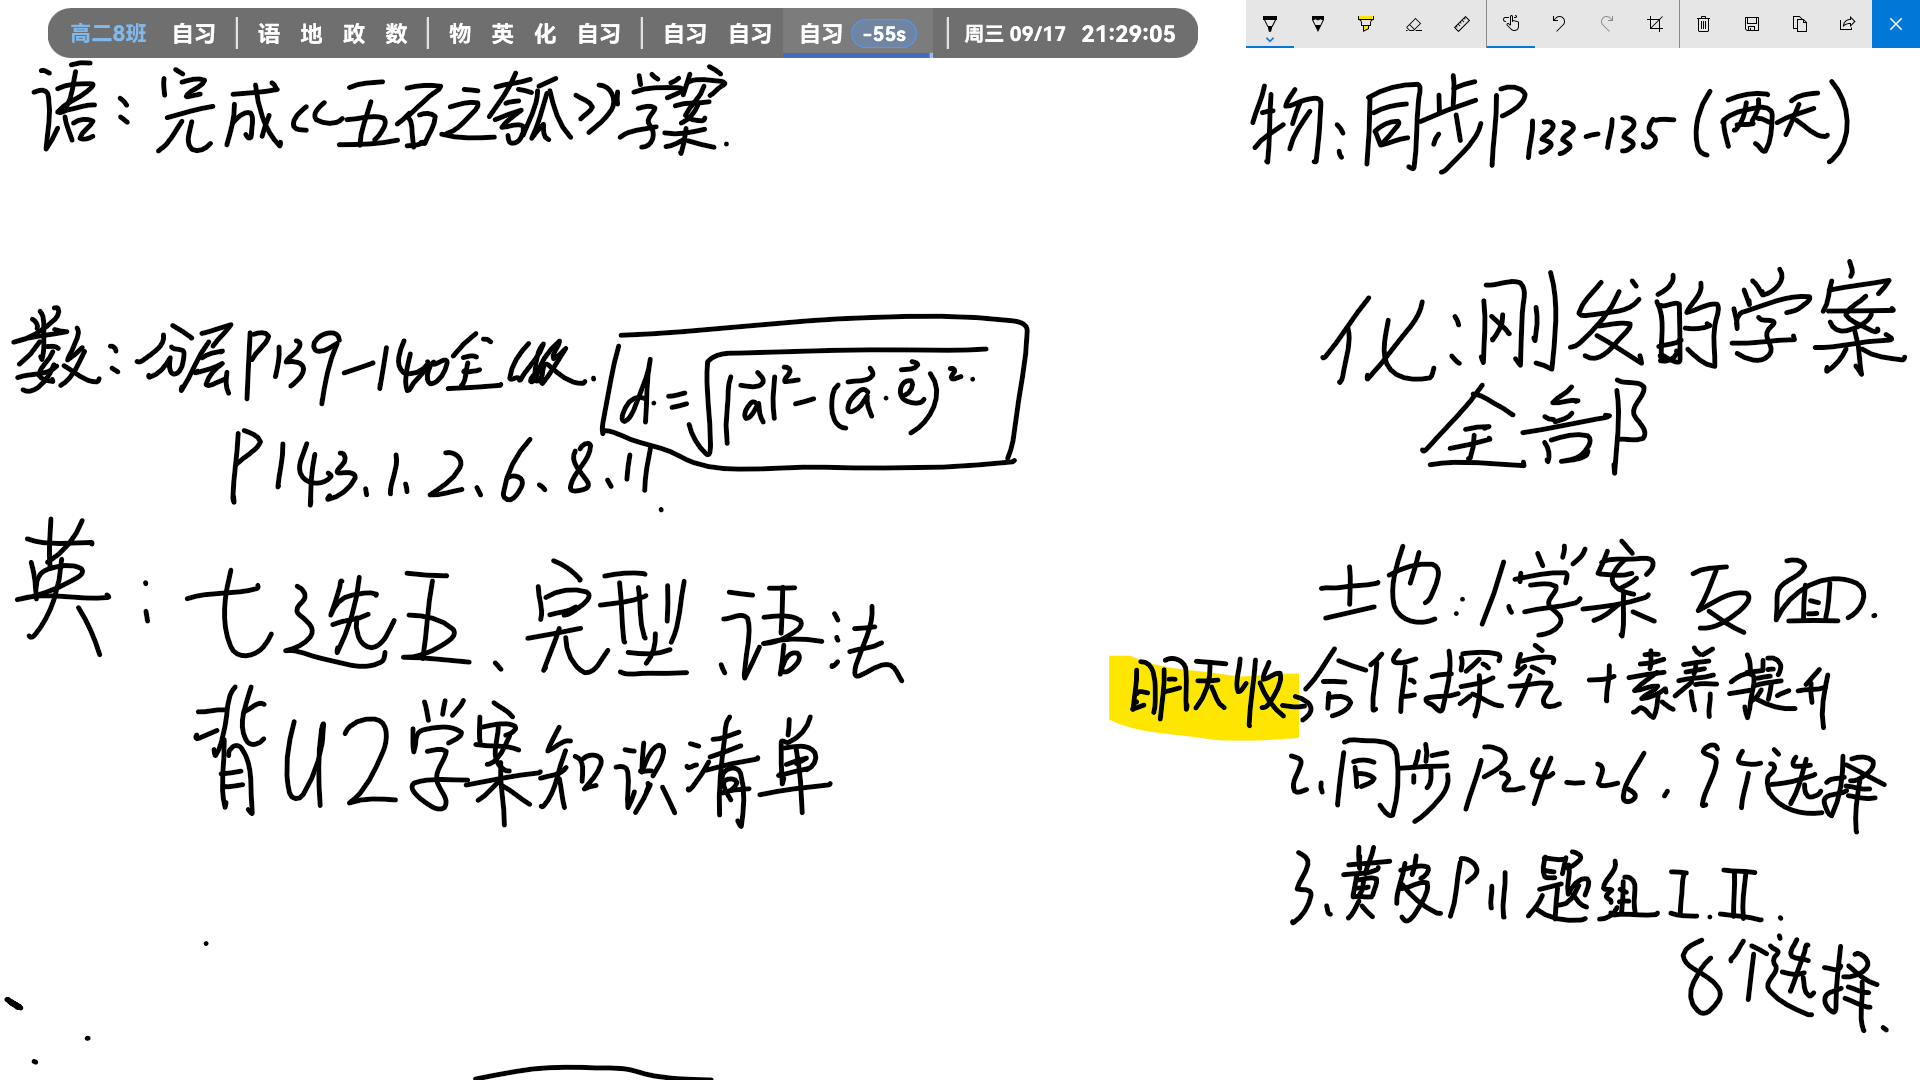 高二8班 自习 | 语 地 政 数 | 物 英 化 自习 | 自习 自习 自习 -55s | 周三 09/17 21:29:05
语:完成《五石之瓠》学案.
数:分层P139-140全做.
d=√|a⃗|²-(a⃗·e⃗)².
P143、1、2、6、8、11.
英:七选五、完型、语法
背U2学案知识清单
物:同步P133-135(两天)
化:刚发的学案
全部
地:1.学案反面.
明天收→合作探究+素养提升
2.同步P24-26.9个选择
3.黄皮P11题组Ⅰ.Ⅱ.
8个选择.